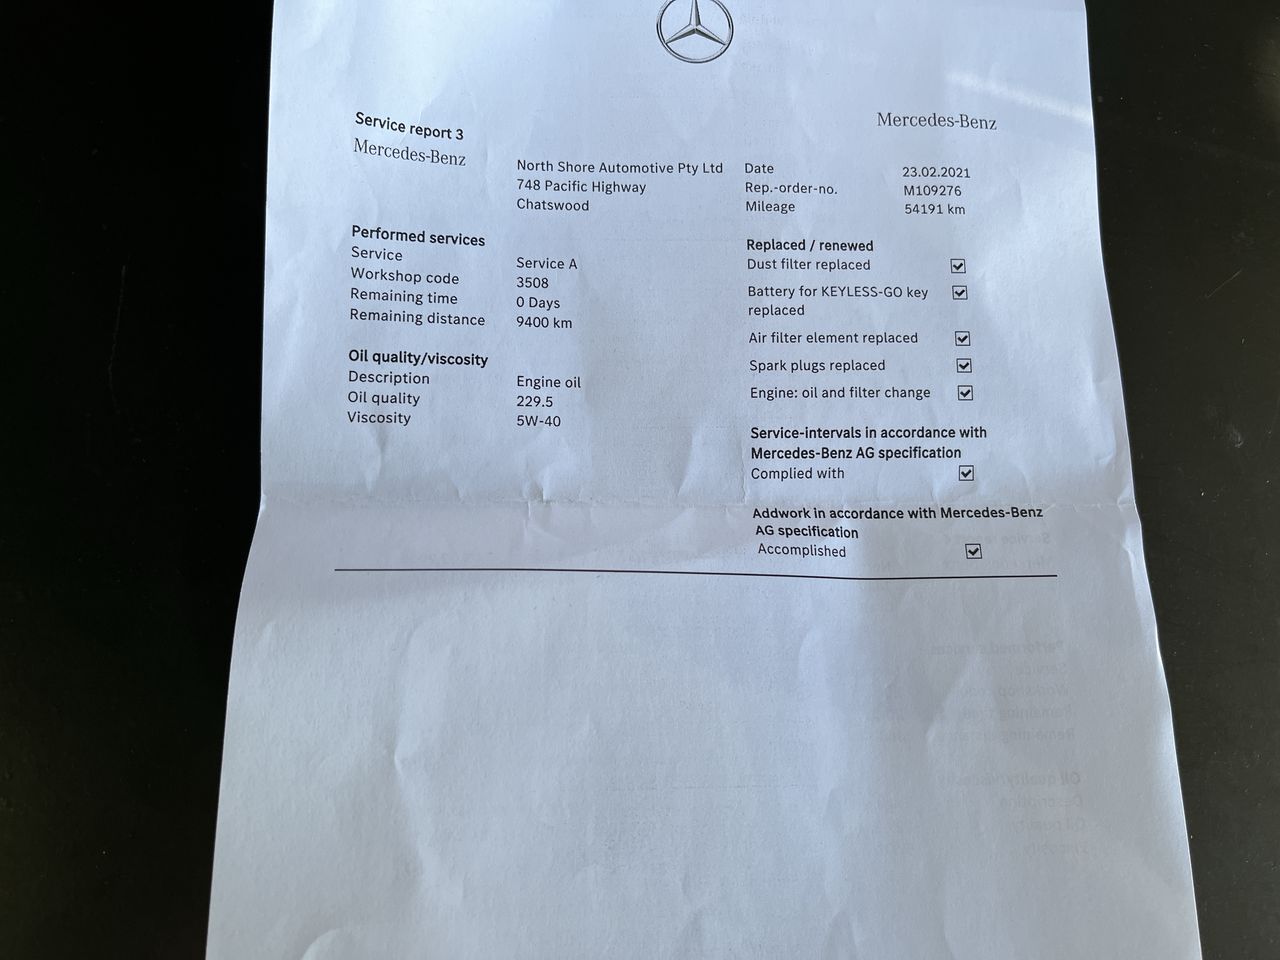 Service report 3
Mercedes-Benz
Mercedes-Benz
North Shore Automotive Pty Ltd
748 Pacific Highway
Chatswood
Date 23.02.2021
Rep.-order-no. M109276
Mileage 54191 km
Performed services
Service Service A
Workshop code 3508
Remaining time 0 Days
Remaining distance 9400 km
Oil quality/viscosity
Description Engine oil
Oil quality 229.5
Viscosity 5W-40
Replaced / renewed
Dust filter replaced
Battery for KEYLESS-GO key
replaced
Air filter element replaced
Spark plugs replaced
Engine: oil and filter change
Service-intervals in accordance with
Mercedes-Benz AG specification
Complied with
Addwork in accordance with Mercedes-Benz
AG specification
Accomplished